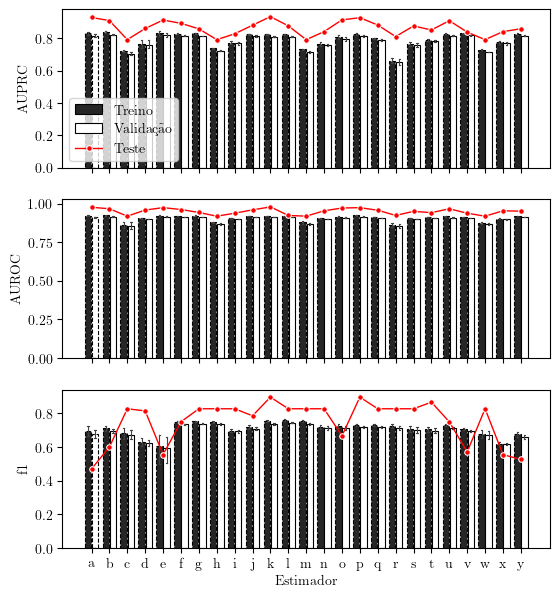 0.8
0.6
0.4
0.2
0.0
AUPRC
Treino
Validação
Teste
1.00
0.75
0.50
0.25
0.00
AUROC
0.8
0.6
0.4
0.2
0.0
f1
a b c d e f g h i j k l m n o p q r s t u v w x y
Estimador